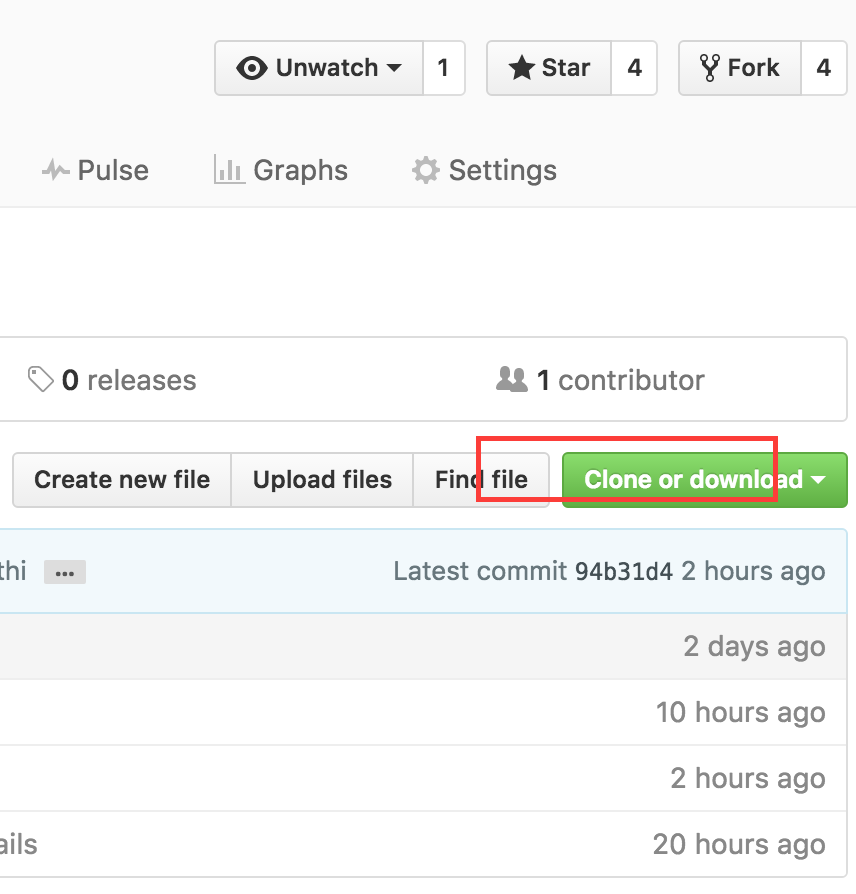 Unwatch 1 Star 4 Fork 4
Pulse Graphs Settings
0 releases 1 contributor
Create new file Upload files Find file Clone or download
thi ... Latest commit 94b31d4 2 hours ago
2 days ago
10 hours ago
2 hours ago
ails 20 hours ago